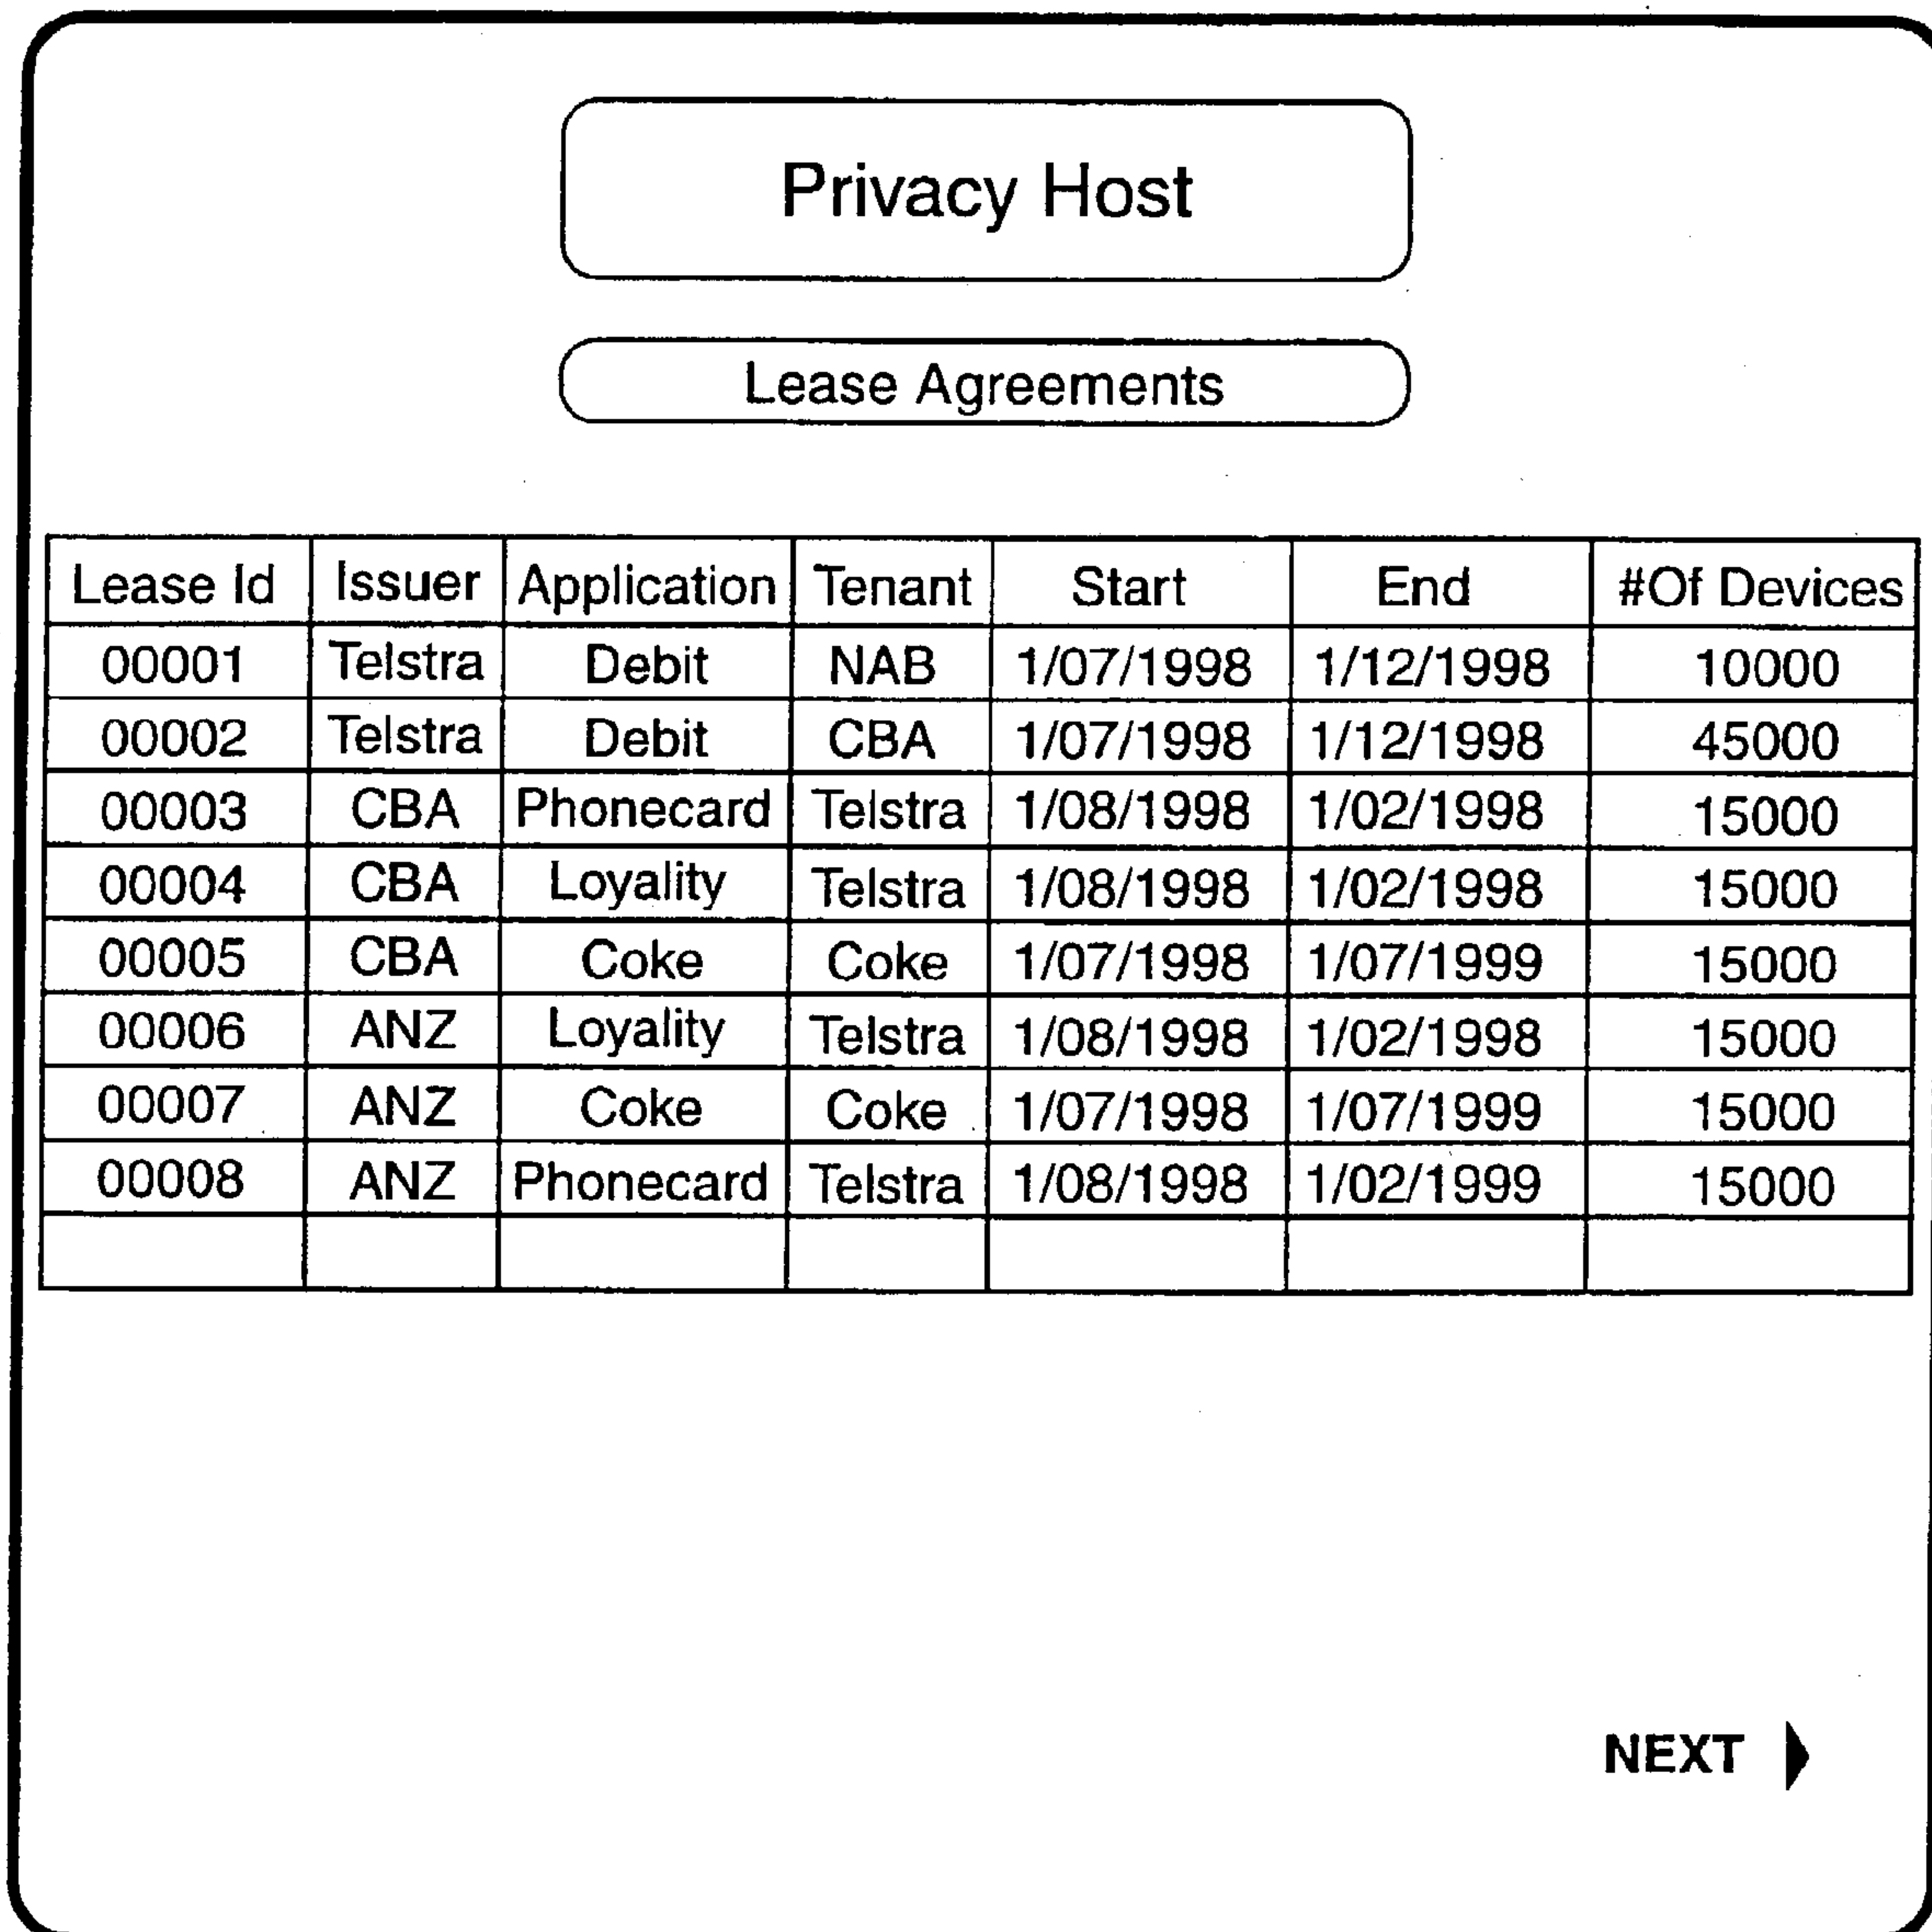 Privacy Host
Lease Agreements
Lease Id Issuer Application Tenant Start End #Of Devices
00001 Telstra Debit NAB 1/07/1998 1/12/1998 10000
00002 Telstra Debit CBA 1/07/1998 1/12/1998 45000
00003 CBA Phonecard Telstra 1/08/1998 1/02/1998 15000
00004 CBA Loyality Telstra 1/08/1998 1/02/1998 15000
00005 CBA Coke Coke 1/07/1998 1/07/1999 15000
00006 ANZ Loyality Telstra 1/08/1998 1/02/1998 15000
00007 ANZ Coke Coke 1/07/1998 1/07/1999 15000
00008 ANZ Phonecard Telstra 1/08/1998 1/02/1999 15000
NEXT